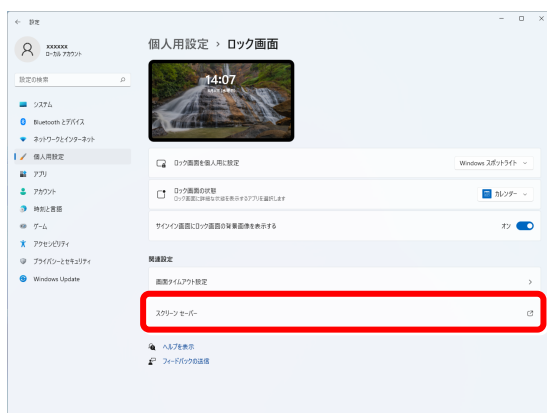 設定
xxxxxx
ローカル アカウント
設定の検索
システム
Bluetooth とデバイス
ネットワークとインターネット
個人用設定
アプリ
アカウント
時刻と言語
ゲーム
アクセシビリティ
プライバシーとセキュリティ
Windows Update
個人用設定 > ロック画面
14:07
ロック画面を個人用に設定
Windows スポットライト
ロック画面の状態
ロック画面に詳細な状態を表示するアプリを選択します
カレンダー
サインイン画面にロック画面の背景画像を表示する
オン
関連設定
画面タイムアウト設定
スクリーン セーバー
ヘルプを表示
フィードバックの送信